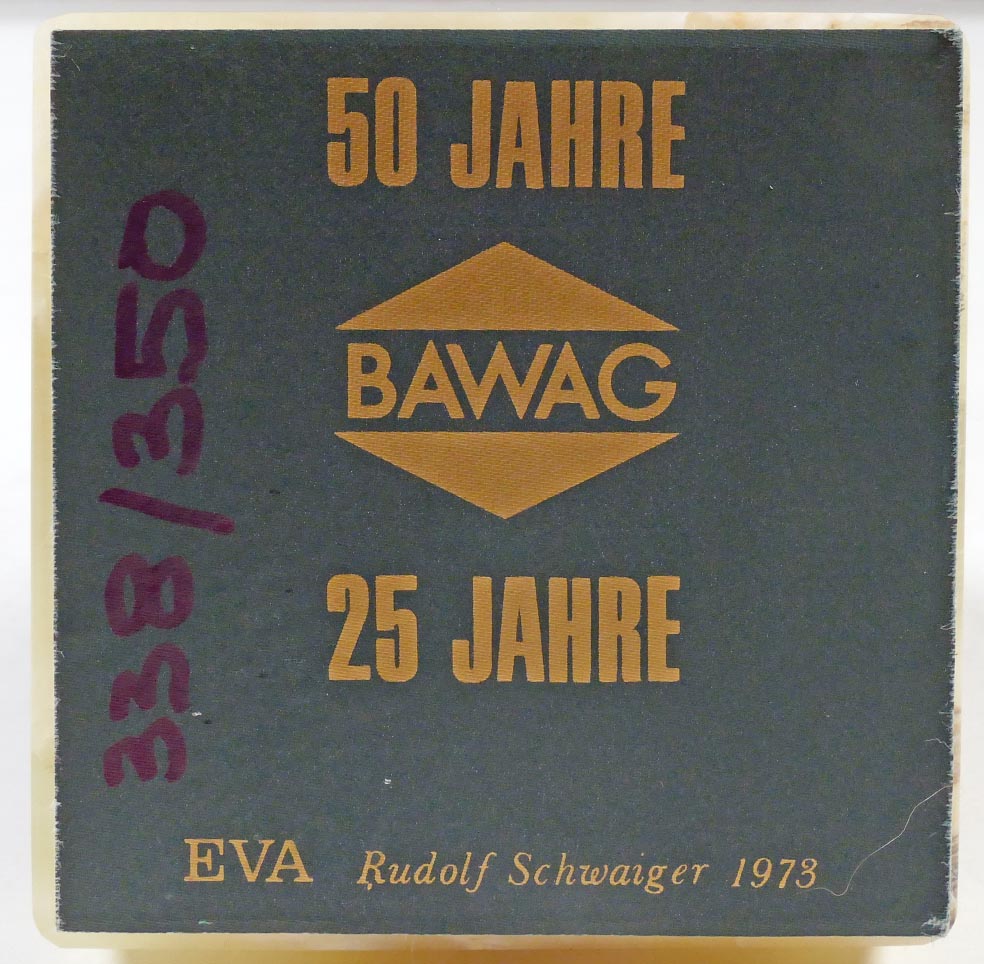 50 JAHRE
BAWAG
25 JAHRE
EVA Rudolf Schwaiger 1973
338/350